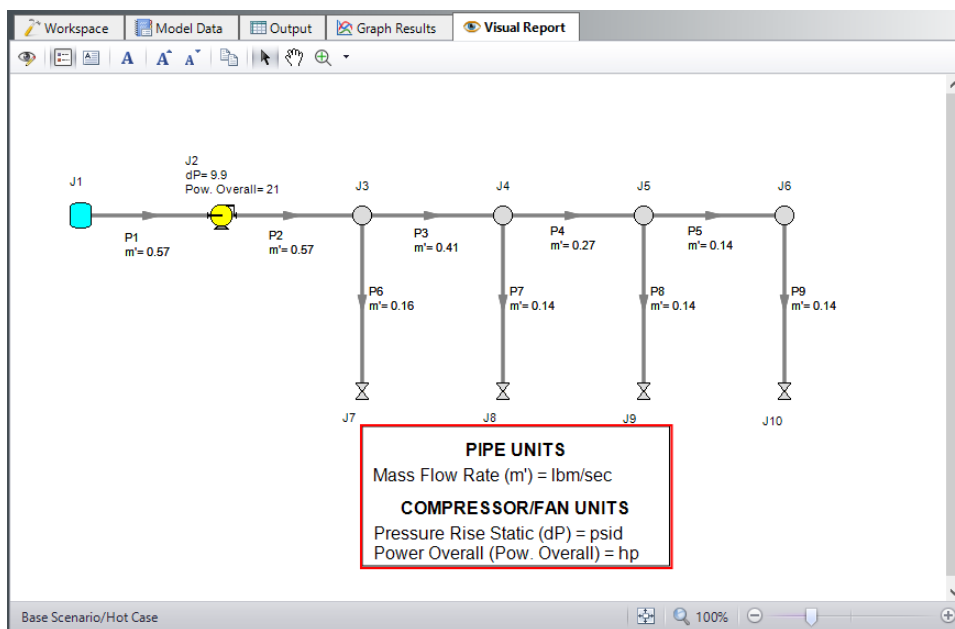 Workspace
Model Data
Output
Graph Results
Visual Report
A A A
J2
dP= 9.9
Pow. Overall= 21
J1
J3
J4
J5
J6
P1
m'= 0.57
P2
m'= 0.57
P3
m'= 0.41
P4
m'= 0.27
P5
m'= 0.14
P6
m'= 0.16
P7
m'= 0.14
P8
m'= 0.14
P9
m'= 0.14
J7
J8
J9
J10
PIPE UNITS
Mass Flow Rate (m') = lbm/sec
COMPRESSOR/FAN UNITS
Pressure Rise Static (dP) = psid
Power Overall (Pow. Overall) = hp
Base Scenario/Hot Case
100%